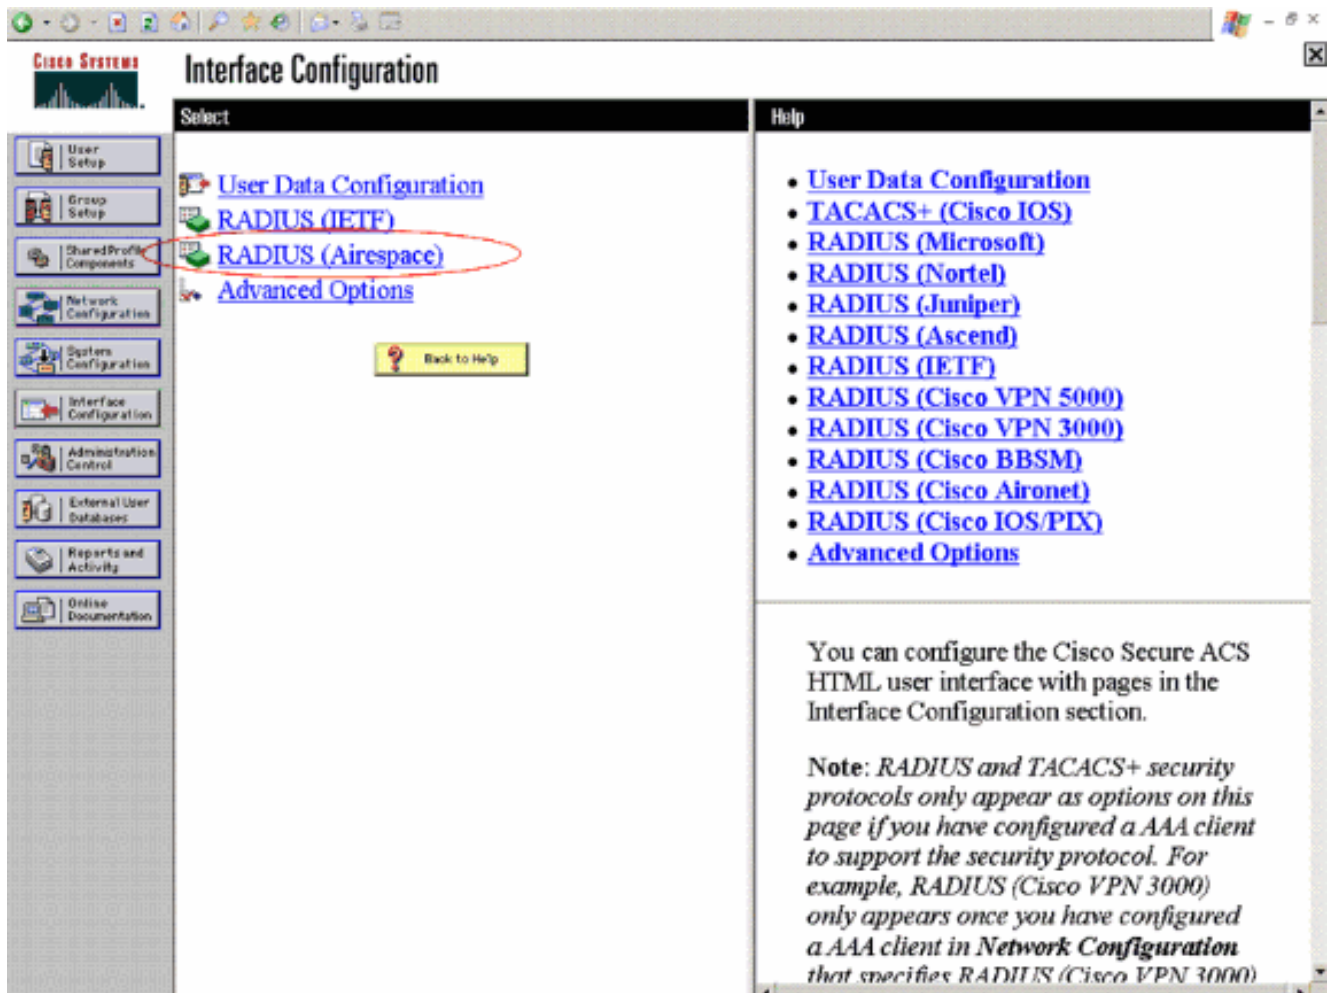 CISCO SYSTEMS
Interface Configuration
Select
Help
User
Setup
Group
Setup
Shared Profile
Components
Network
Configuration
System
Configuration
Interface
Configuration
Administration
Control
External User
Databases
Reports and
Activity
Online
Documentation
User Data Configuration
RADIUS (IETF)
RADIUS (Airespace)
Advanced Options
Back to Help
User Data Configuration
TACACS+ (Cisco IOS)
RADIUS (Microsoft)
RADIUS (Nortel)
RADIUS (Juniper)
RADIUS (Ascend)
RADIUS (IETF)
RADIUS (Cisco VPN 5000)
RADIUS (Cisco VPN 3000)
RADIUS (Cisco BBSM)
RADIUS (Cisco Aironet)
RADIUS (Cisco IOS/PIX)
Advanced Options
You can configure the Cisco Secure ACS
HTML user interface with pages in the
Interface Configuration section.
Note: RADIUS and TACACS+ security
protocols only appear as options on this
page if you have configured a AAA client
to support the security protocol. For
example, RADIUS (Cisco VPN 3000)
only appears once you have configured
a AAA client in Network Configuration
that specifies RADIUS (Cisco VPN 3000)